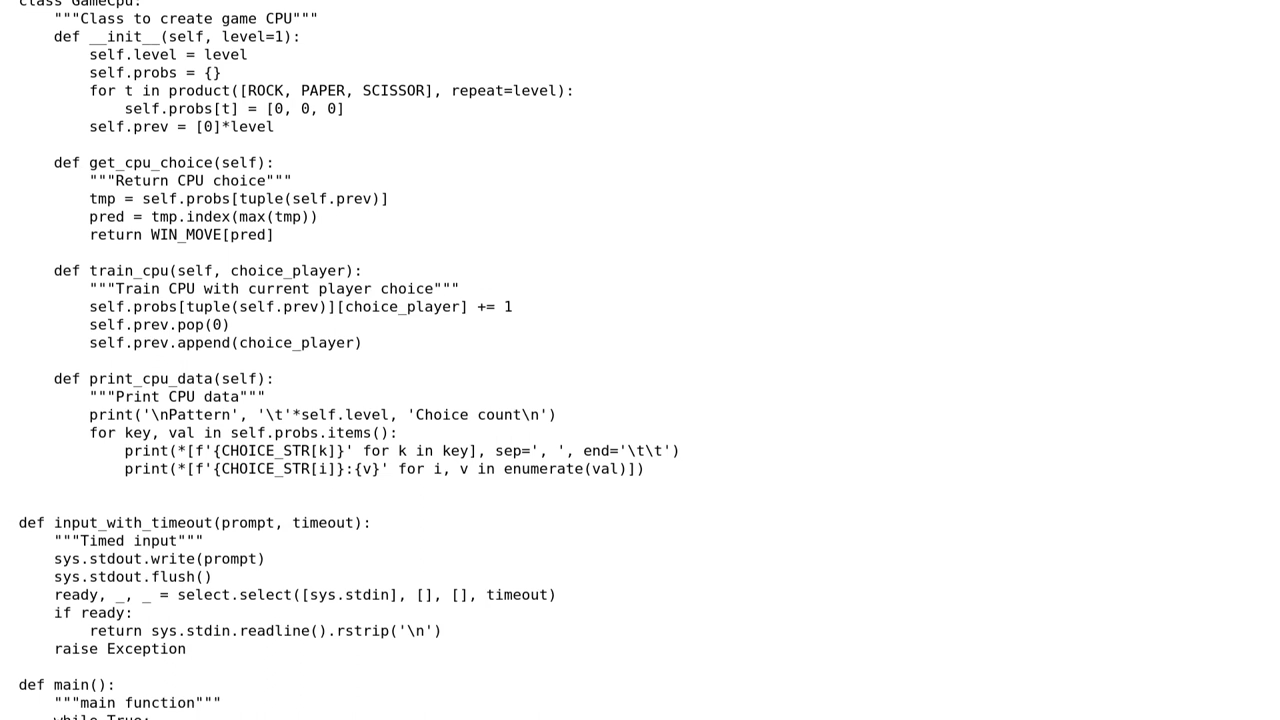 class GameCpu:
    """Class to create game CPU"""
    def __init__(self, level=1):
        self.level = level
        self.probs = {}
        for t in product([ROCK, PAPER, SCISSOR], repeat=level):
            self.probs[t] = [0, 0, 0]
        self.prev = [0]*level

    def get_cpu_choice(self):
        """Return CPU choice"""
        tmp = self.probs[tuple(self.prev)]
        pred = tmp.index(max(tmp))
        return WIN_MOVE[pred]

    def train_cpu(self, choice_player):
        """Train CPU with current player choice"""
        self.probs[tuple(self.prev)][choice_player] += 1
        self.prev.pop(0)
        self.prev.append(choice_player)

    def print_cpu_data(self):
        """Print CPU data"""
        print('\nPattern', '\t'*self.level, 'Choice count\n')
        for key, val in self.probs.items():
            print(*[f'{CHOICE_STR[k]}' for k in key], sep=', ', end='\t\t')
            print(*[f'{CHOICE_STR[i]}:{v}' for i, v in enumerate(val)])


def input_with_timeout(prompt, timeout):
    """Timed input"""
    sys.stdout.write(prompt)
    sys.stdout.flush()
    ready, _, _ = select.select([sys.stdin], [], [], timeout)
    if ready:
        return sys.stdin.readline().rstrip('\n')
    raise Exception

def main():
    """main function"""
    while True: